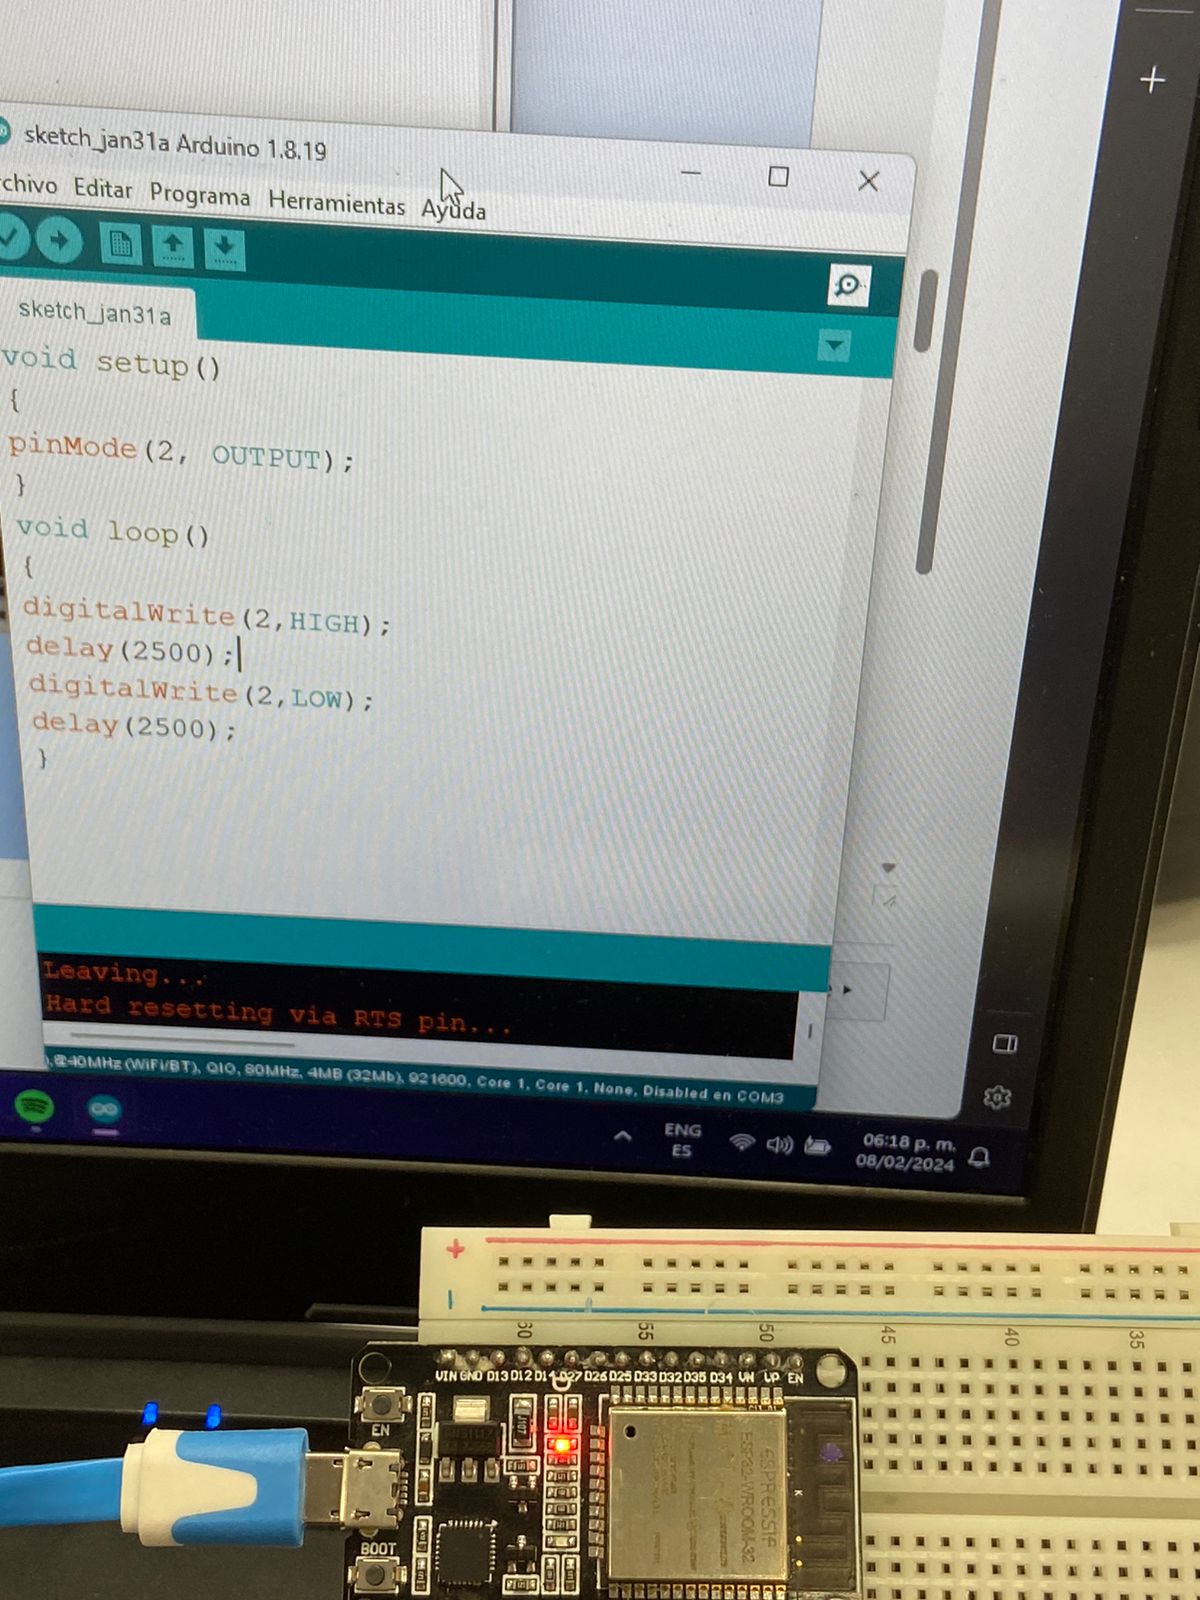 sketch_jan31a Arduino 1.8.19
rchivo Editar Programa Herramientas Ayuda
sketch_jan31a
void setup()
{
pinMode(2, OUTPUT);
}
void loop()
{
digitalWrite(2,HIGH);
delay(2500);
digitalWrite(2,LOW);
delay(2500);
}
Leaving...
Hard resetting via RTS pin...
240MHz (WiFi/BT), QIO, 80MHz, 4MB (32Mb), 921600, Core 1, Core 1, None, Disabled en COM3
ENG
ES
06:18 p. m.
08/02/2024
+
-
60 55 50 45 40 35
VIN GND D13 D12 D14 D27 D26 D25 D33 D32 D35 D34 VN VP EN
EN
BOOT
ESPRESSIF
ESP32-WROOM-32